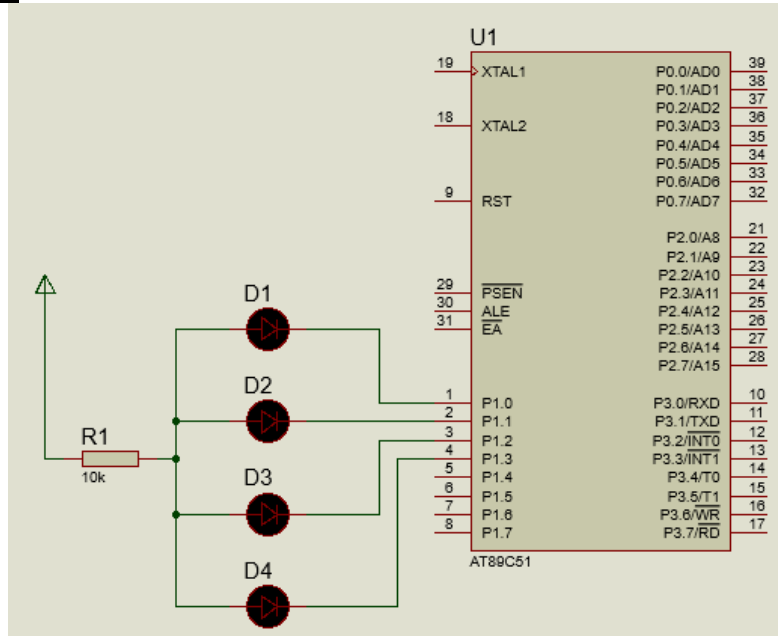 U1
19 XTAL1 P0.0/AD0 39
P0.1/AD1 38
P0.2/AD2 37
18 XTAL2 P0.3/AD3 36
P0.4/AD4 35
P0.5/AD5 34
P0.6/AD6 33
9 RST P0.7/AD7 32
P2.0/A8 21
P2.1/A9 22
P2.2/A10 23
29 PSEN P2.3/A11 24
30 ALE P2.4/A12 25
31 EA P2.5/A13 26
P2.6/A14 27
P2.7/A15 28
D1
D2
1 P1.0 P3.0/RXD 10
2 P1.1 P3.1/TXD 11
3 P1.2 P3.2/INT0 12
4 P1.3 P3.3/INT1 13
5 P1.4 P3.4/T0 14
6 P1.5 P3.5/T1 15
7 P1.6 P3.6/WR 16
8 P1.7 P3.7/RD 17
R1
10k
D3
AT89C51
D4